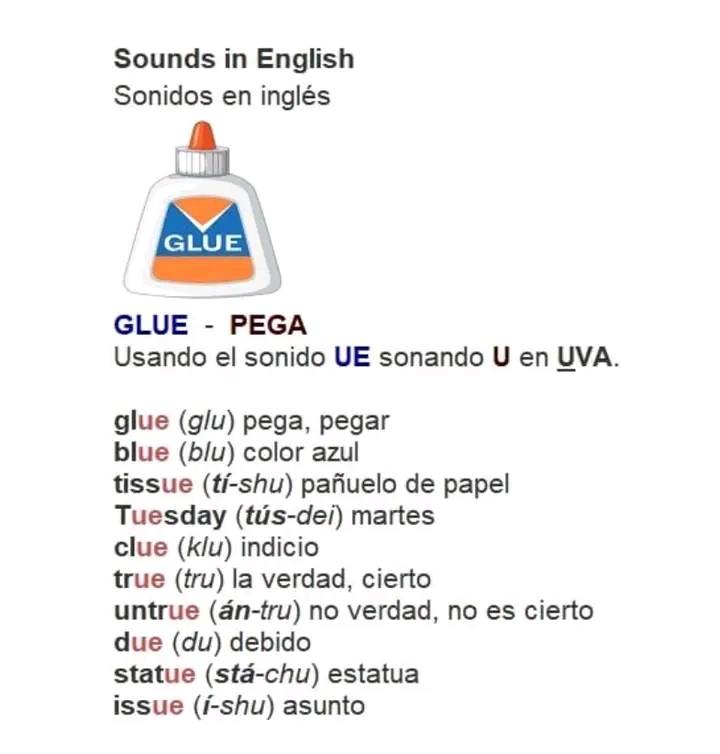 Sounds in English
Sonidos en inglés
GLUE
GLUE - PEGA
Usando el sonido UE sonando U en UVA.
glue (glu) pega, pegar
blue (blu) color azul
tissue (tí-shu) pañuelo de papel
Tuesday (tús-dei) martes
clue (klu) indicio
true (tru) la verdad, cierto
untrue (án-tru) no verdad, no es cierto
due (du) debido
statue (stá-chu) estatua
issue (í-shu) asunto